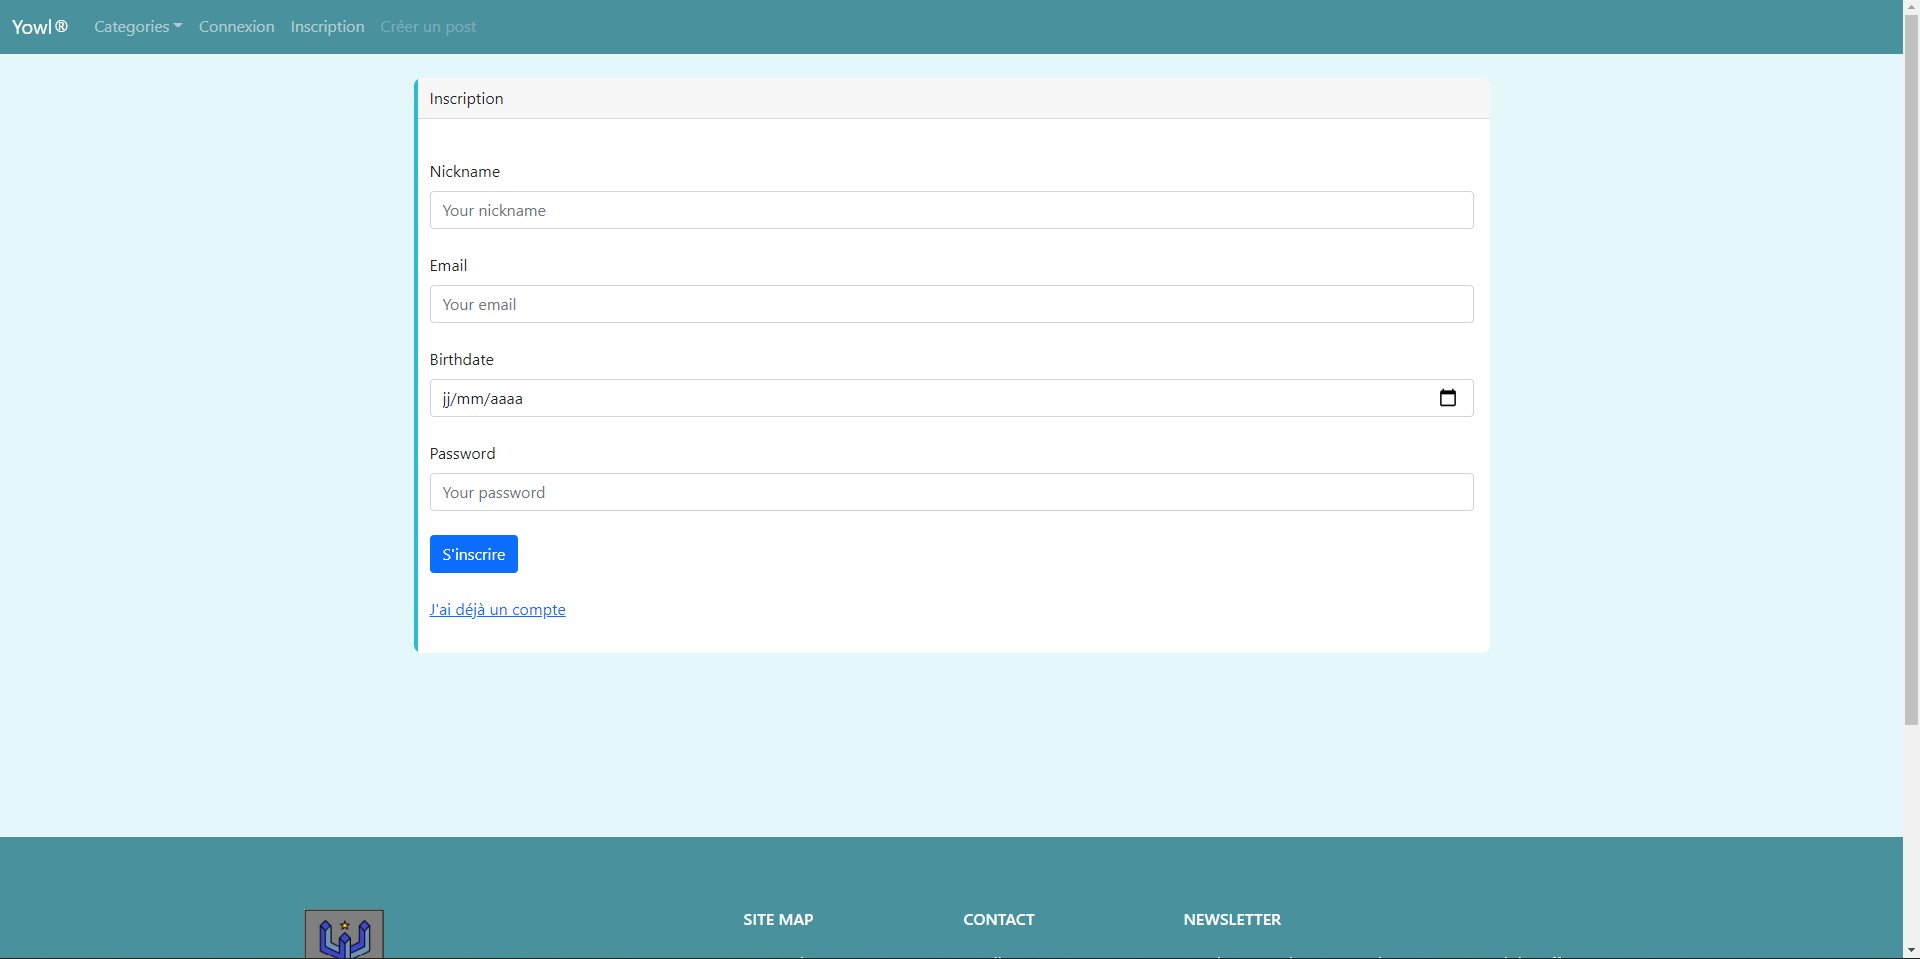 Yowl ® Categories Connexion Inscription Créer un post
Inscription
Nickname
Your nickname
Email
Your email
Birthdate
jj/mm/aaaa
Password
Your password
S'inscrire
J'ai déjà un compte
SITE MAP CONTACT NEWSLETTER